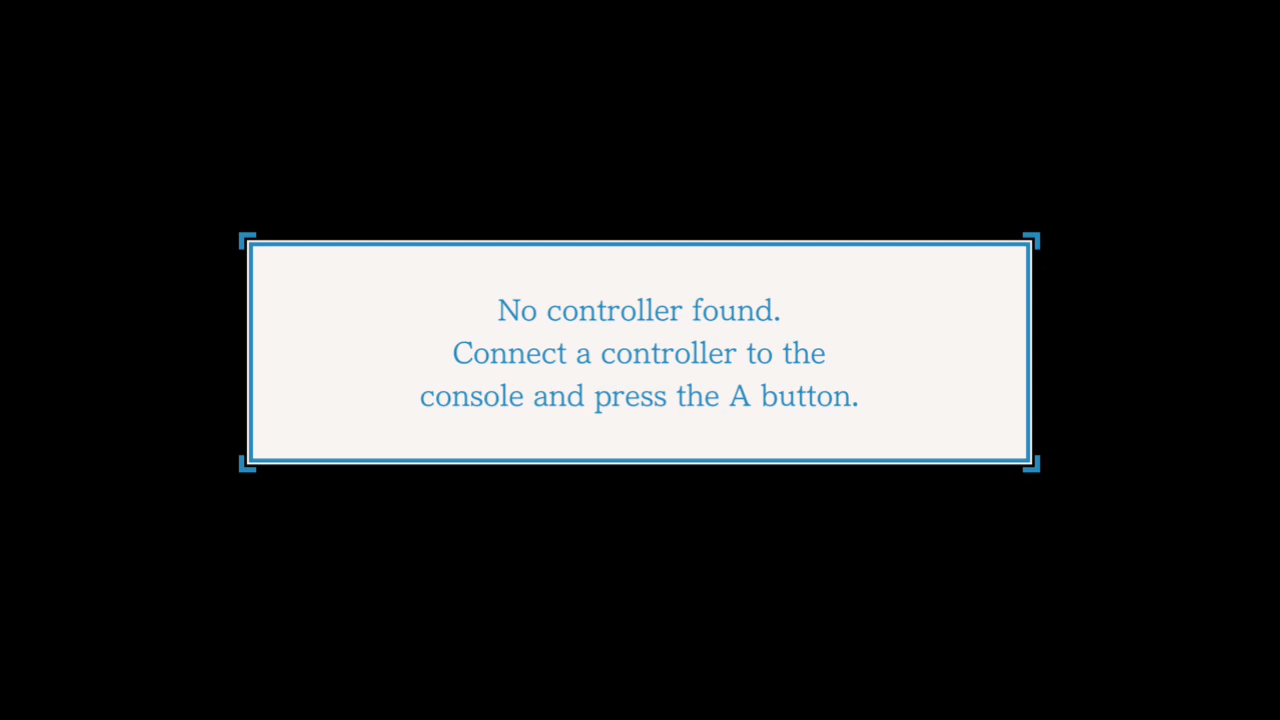 No controller found.
Connect a controller to the
console and press the A button.